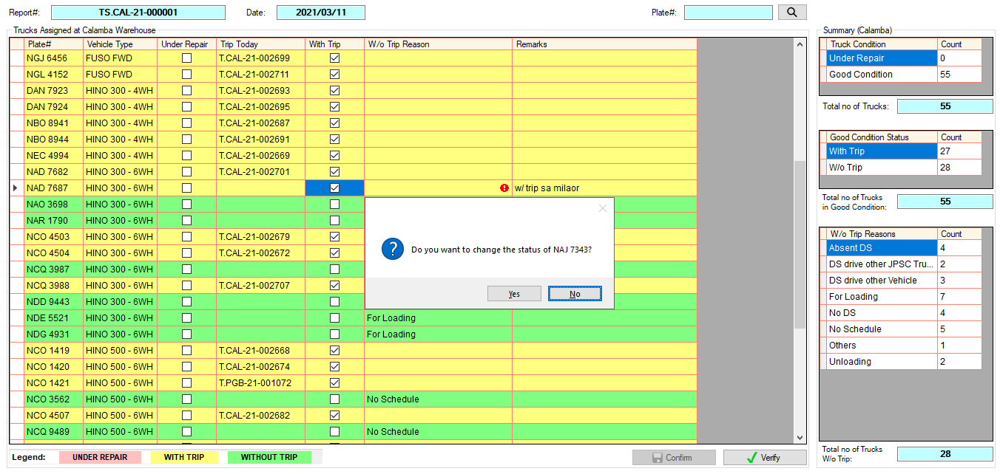 Report#: TS.CAL-21-000001 Date: 2021/03/11 Plate#:
Trucks Assigned at Calamba Warehouse
Plate# Vehicle Type Under Repair Trip Today With Trip W/o Trip Reason Remarks
NGJ 6456 FUSO FWD T.CAL-21-002699
NGL 4152 FUSO FWD T.CAL-21-002711
DAN 7923 HINO 300 - 4WH T.CAL-21-002693
DAN 7924 HINO 300 - 4WH T.CAL-21-002695
NBO 8941 HINO 300 - 4WH T.CAL-21-002687
NBO 8944 HINO 300 - 4WH T.CAL-21-002691
NEC 4994 HINO 300 - 4WH T.CAL-21-002669
NAD 7682 HINO 300 - 6WH T.CAL-21-002701
NAD 7687 HINO 300 - 6WH w/ trip sa milaor
NAO 3698 HINO 300 - 6WH
NAR 1790 HINO 300 - 6WH
NCO 4503 HINO 300 - 6WH T.CAL-21-002679
NCO 4504 HINO 300 - 6WH T.CAL-21-002672
NCQ 3987 HINO 300 - 6WH
NCQ 3988 HINO 300 - 6WH T.CAL-21-002707
NDD 9443 HINO 300 - 6WH
NDE 5521 HINO 300 - 6WH For Loading
NDG 4931 HINO 300 - 6WH For Loading
NCO 1419 HINO 500 - 6WH T.CAL-21-002668
NCO 1420 HINO 500 - 6WH T.CAL-21-002674
NCO 1421 HINO 500 - 6WH T.PGB-21-001072
NCO 3562 HINO 500 - 6WH No Schedule
NCO 4507 HINO 500 - 6WH T.CAL-21-002682
NCQ 9489 HINO 500 - 6WH No Schedule
Do you want to change the status of NAJ 7343?
Yes No
Legend: UNDER REPAIR WITH TRIP WITHOUT TRIP
Confirm Verify
Summary (Calamba)
Truck Condition Count
Under Repair 0
Good Condition 55
Total no of Trucks: 55
Good Condition Status Count
With Trip 27
W/o Trip 28
Total no of Trucks
in Good Condition: 55
W/o Trip Reasons Count
Absent DS 4
DS drive other JPSC Tru... 2
DS drive other Vehicle 3
For Loading 7
No DS 4
No Schedule 5
Others 1
Unloading 2
Total no of Trucks
W/o Trip: 28